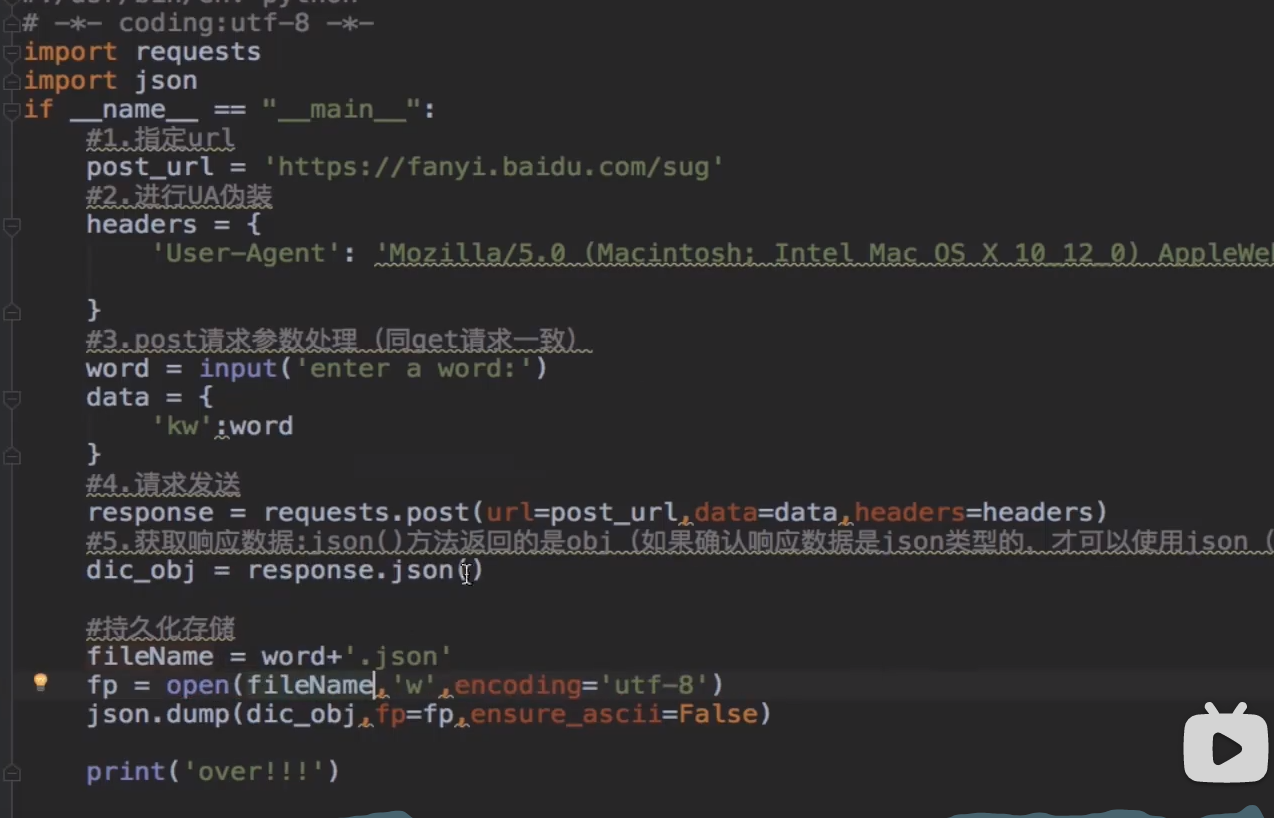 # -*- coding:utf-8 -*-
import requests
import json
if __name__ == "__main__":
#1.指定url
post_url = 'https://fanyi.baidu.com/sug'
#2.进行UA伪装
headers = {
'User-Agent': 'Mozilla/5.0 (Macintosh; Intel Mac OS X 10_12_0)
}
#3.post请求参数处理（同get请求一致）
word = input('enter a word:')
data = {
'kw':word
}
#4.请求发送
response = requests.post(url=post_url,data=data,headers=headers)
#5.获取响应数据:json()方法返回的是obj（如果确认响应数据是json类型的，才可以使用json（
dic_obj = response.json()
#持久化存储
fileName = word+'.json'
fp = open(fileName,'w',encoding='utf-8')
json.dump(dic_obj,fp=fp,ensure_ascii=False)
print('over!!!')